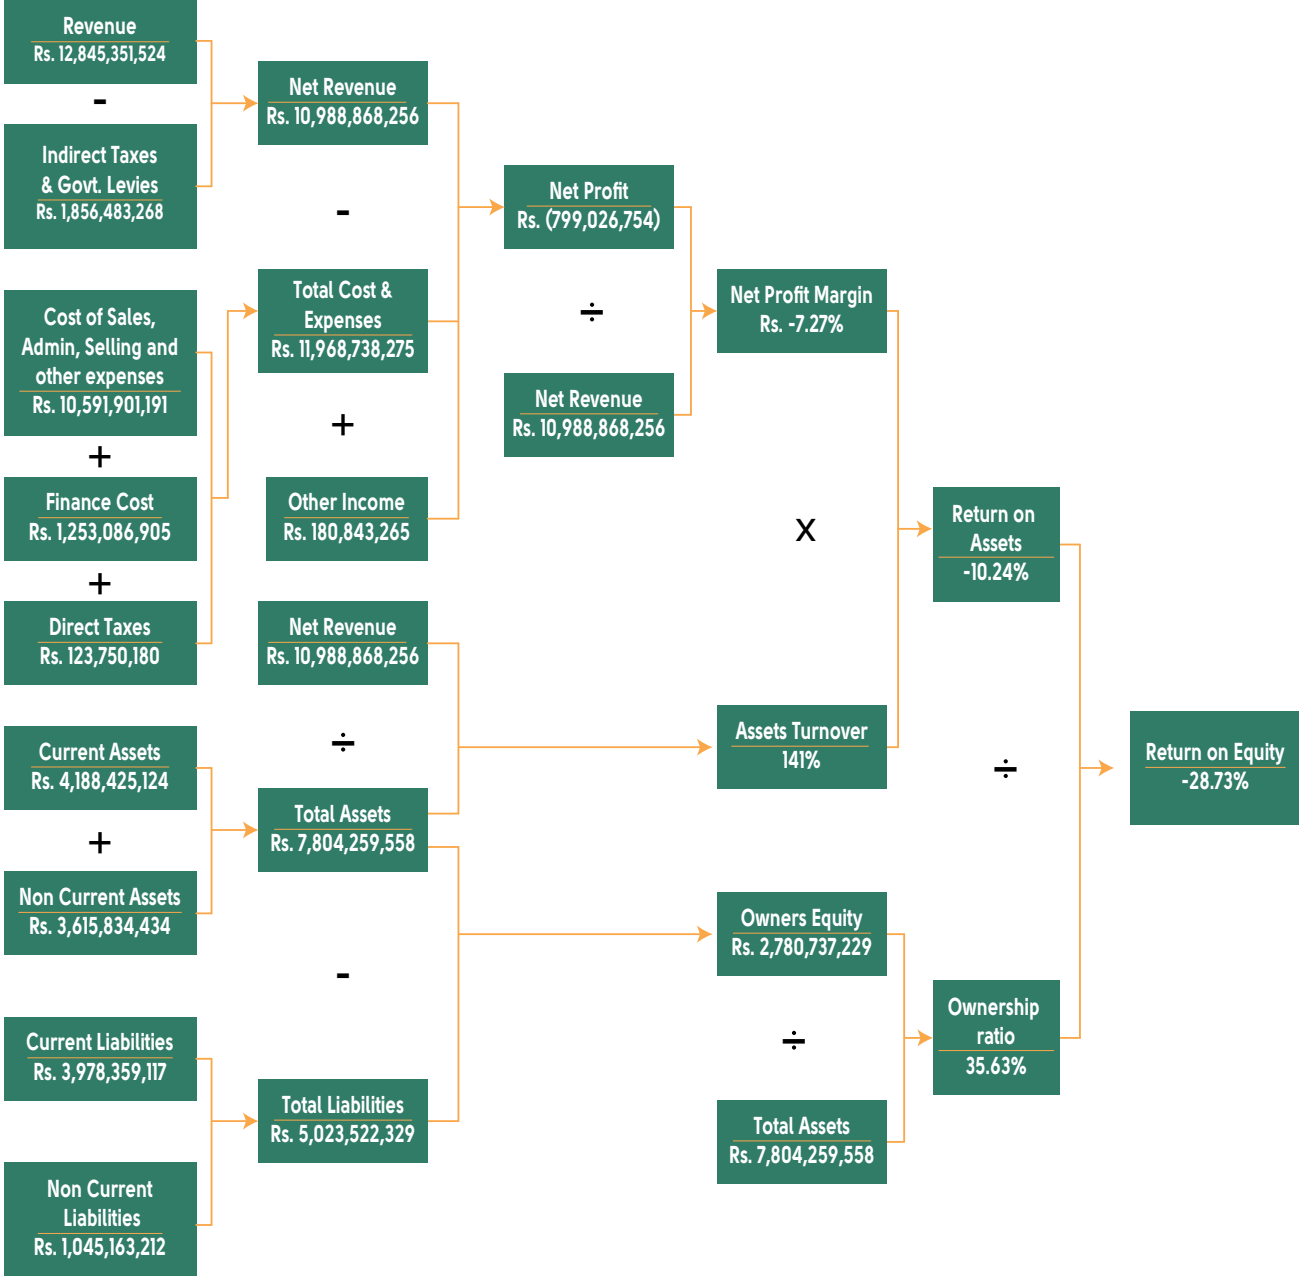 Revenue
Rs. 12,845,351,524
-
Indirect Taxes
& Govt. Levies
Rs. 1,856,483,268
Net Revenue
Rs. 10,988,868,256
-
Cost of Sales,
Admin, Selling and
other expenses
Rs. 10,591,901,191
+
Finance Cost
Rs. 1,253,086,905
+
Direct Taxes
Rs. 123,750,180
Total Cost &
Expenses
Rs. 11,968,738,275
+
Other Income
Rs. 180,843,265
Net Profit
Rs. (799,026,754)
÷
Net Revenue
Rs. 10,988,868,256
Net Profit Margin
Rs. -7.27%
x
Net Revenue
Rs. 10,988,868,256
÷
Current Assets
Rs. 4,188,425,124
+
Non Current Assets
Rs. 3,615,834,434
Total Assets
Rs. 7,804,259,558
Assets Turnover
141%
Return on
Assets
-10.24%
÷
Return on Equity
-28.73%
-
Current Liabilities
Rs. 3,978,359,117
Non Current
Liabilities
Rs. 1,045,163,212
Total Liabilities
Rs. 5,023,522,329
Owners Equity
Rs. 2,780,737,229
÷
Total Assets
Rs. 7,804,259,558
Ownership
ratio
35.63%